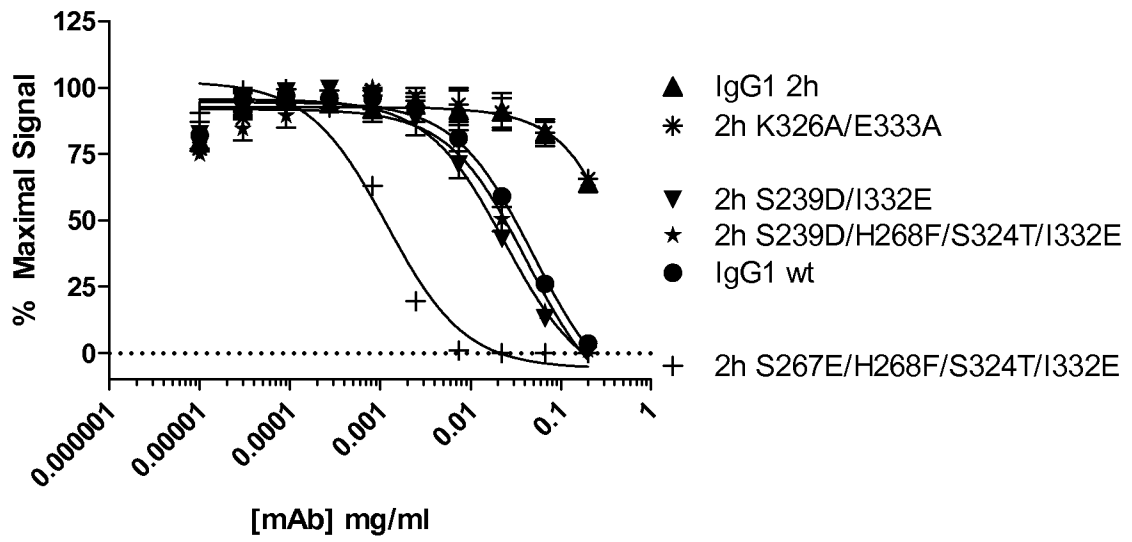 125
100
75
50
25
0
% Maximal Signal
0.000001
0.00001
0.0001
0.001
0.01
0.1
1
[mAb] mg/ml
IgG1 2h
2h K326A/E333A
2h S239D/I332E
2h S239D/H268F/S324T/I332E
IgG1 wt
2h S267E/H268F/S324T/I332E